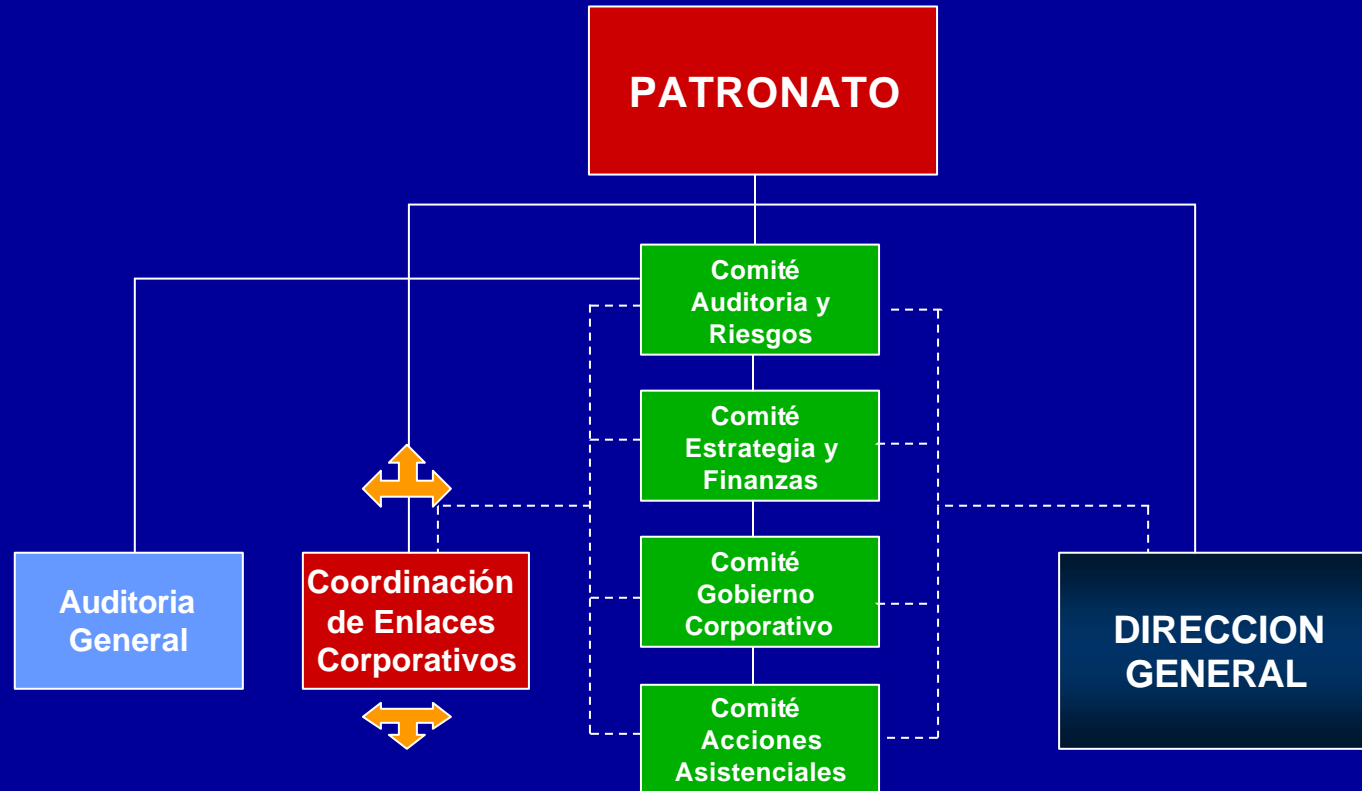 PATRONATO
Comité
Auditoria y
Riesgos
Comité
Estrategia y
Finanzas
Comité
Gobierno
Corporativo
Comité
Acciones
Asistenciales
Auditoria
General
Coordinación
de Enlaces
Corporativos
DIRECCION
GENERAL